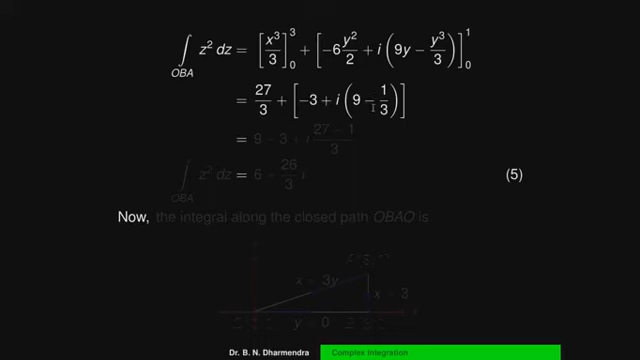 ∫_{OBA} z² dz = [x³/3]₀³ + [−6 y²/2 + i (9y − y³/3)]₀¹
= 27/3 + [−3 + i (9 − 1/3)]
= 9 − 3 + i (27 − 1)/3
∫_{OBA} z² dz = 6 + 26/3 i (5)
Now, the integral along the closed path OBAO is
x = 3y
x = 3
y = 0
Dr. B. N. Dharmendra Complex Integration